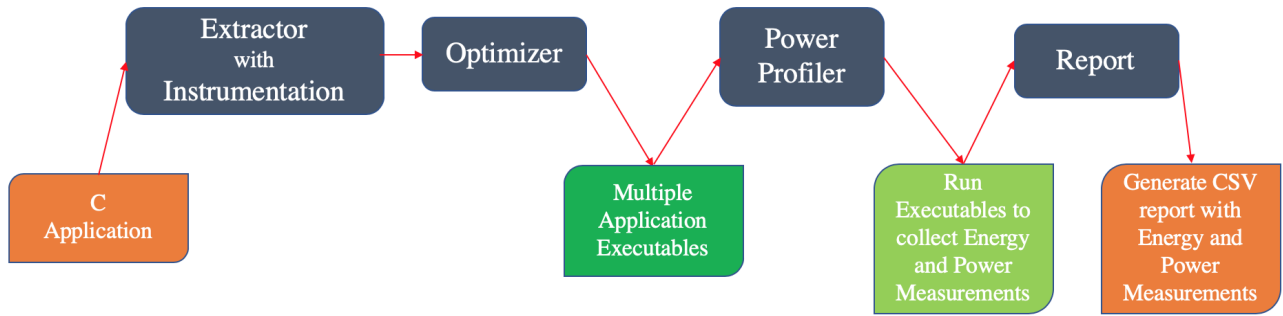 Extractor
with
Instrumentation
Optimizer
Power
Profiler
Report
C
Application
Multiple
Application
Executables
Run
Executables to
collect Energy
and Power
Measurements
Generate CSV
report with
Energy and
Power
Measurements